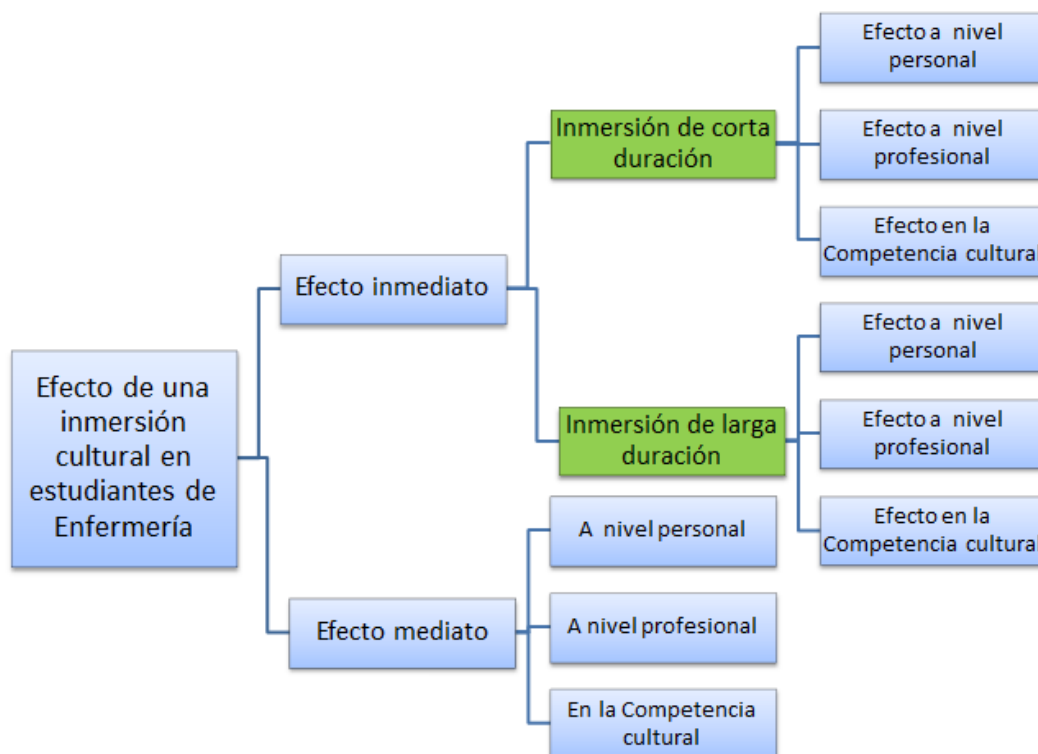 Efecto de una
inmersión
cultural en
estudiantes de
Enfermería
Efecto inmediato
Inmersión de corta
duración
Efecto a nivel
personal
Efecto a nivel
profesional
Efecto en la
Competencia cultural
Inmersión de larga
duración
Efecto a nivel
personal
Efecto a nivel
profesional
Efecto en la
Competencia cultural
Efecto mediato
A nivel personal
A nivel profesional
En la Competencia
cultural